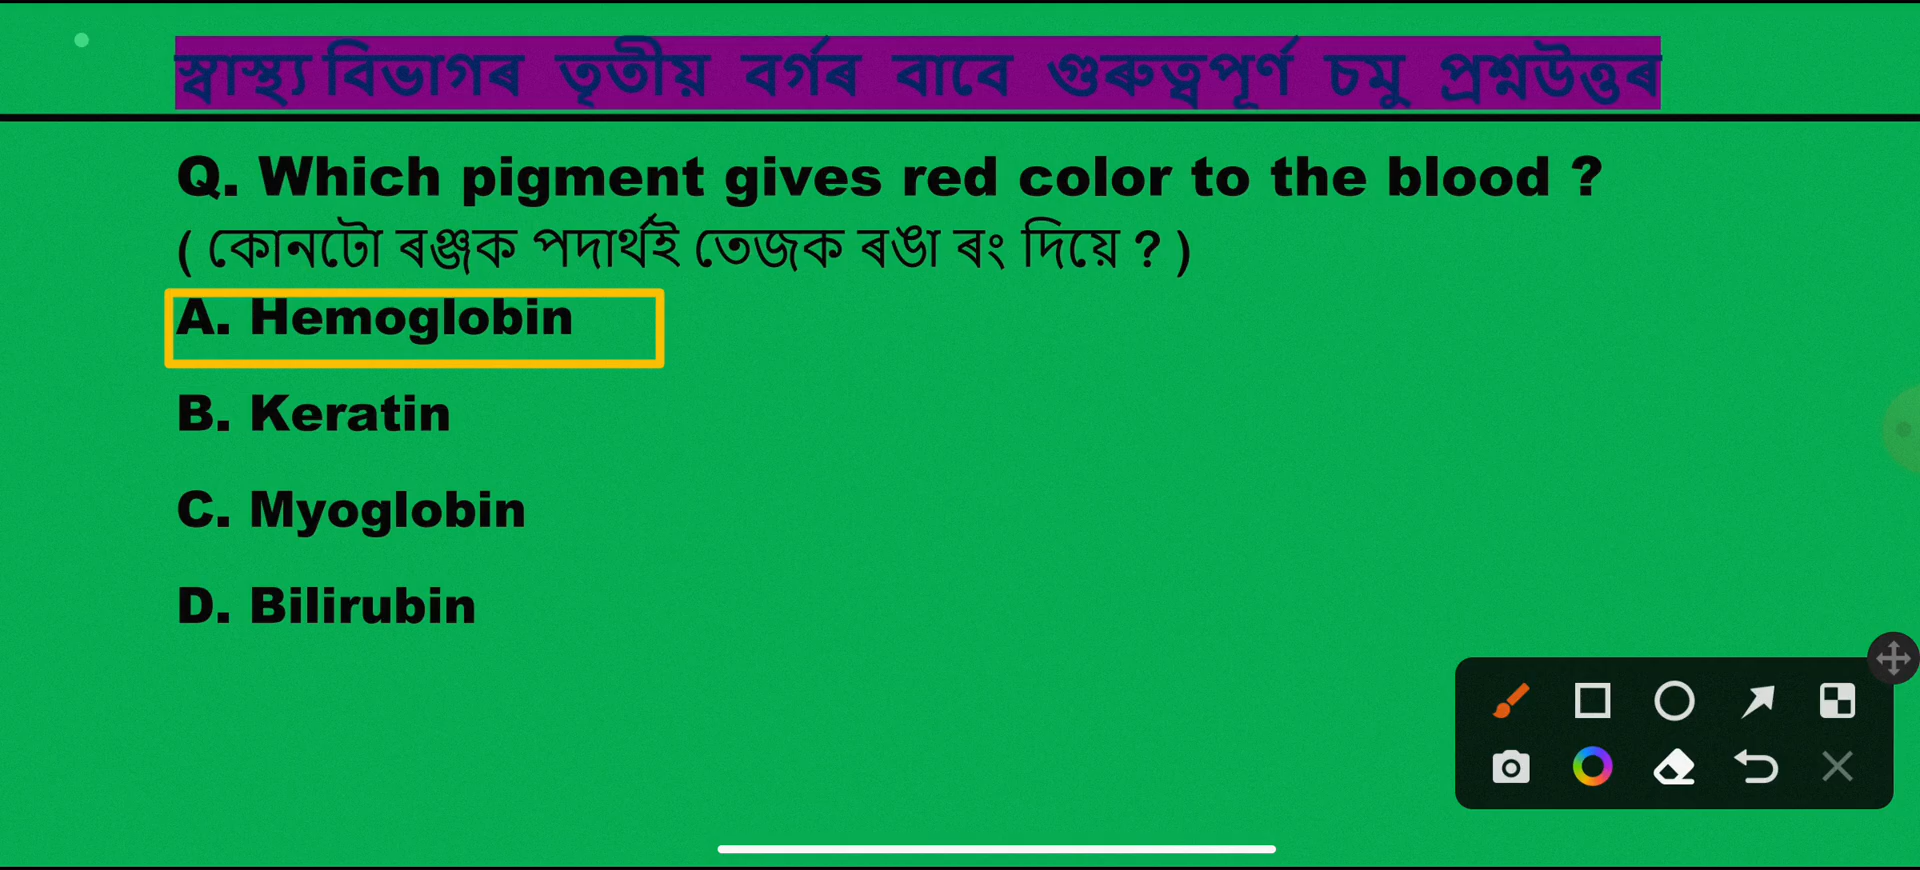 স্বাস্থ্য বিভাগৰ তৃতীয় বৰ্গৰ বাবে গুৰুত্বপূৰ্ণ চমু প্ৰশ্নউত্তৰ
Q. Which pigment gives red color to the blood ?
( কোনটো ৰঞ্জক পদাৰ্থই তেজক ৰঙা ৰং দিয়ে ? )
A. Hemoglobin
B. Keratin
C. Myoglobin
D. Bilirubin